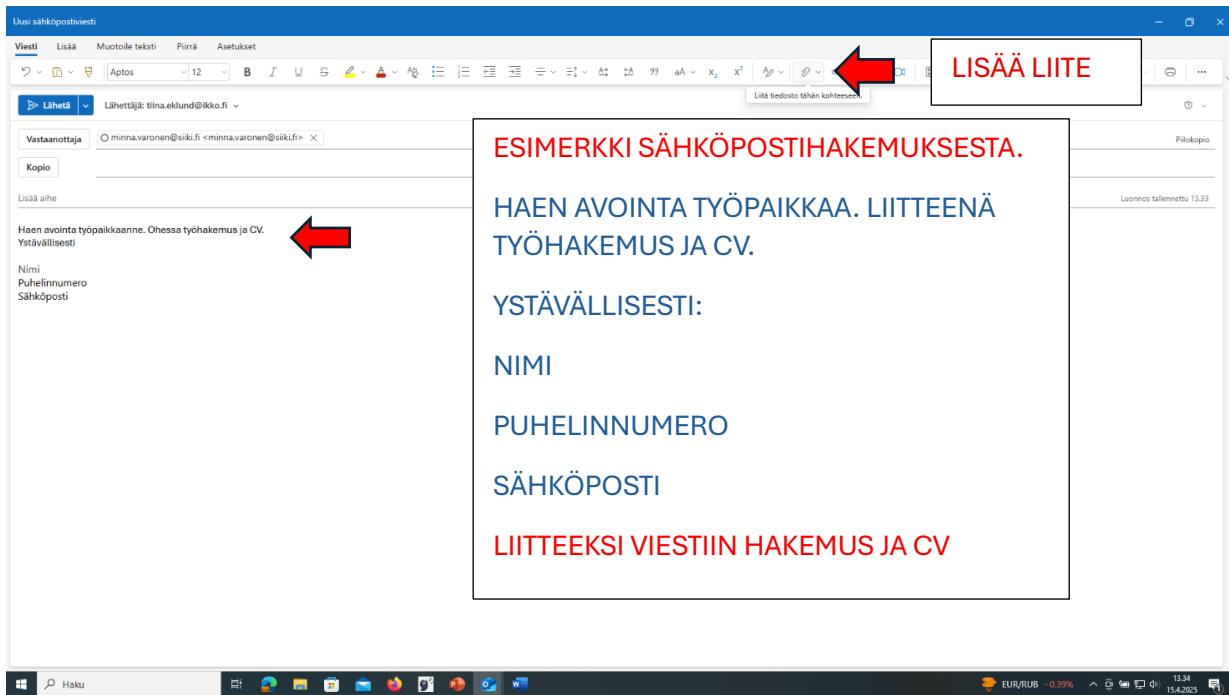 Uusi sähköpostiviesti
Viesti Lisää Muotoile teksti Piirrä Asetukset
Aptos 12 B I U
LISÄÄ LIITE
Liitä tiedosto tähän kohteeseen.
Lähetä Lähettäjä: tiina.eklund@ikko.fi
Vastaanottaja minna.varonen@siiki.fi <minna.varonen@siiki.fi> Piilokopio
Kopio
Lisää aihe Luonnos tallennettu 13.33
Haen avointa työpaikkaanne. Ohessa työhakemus ja CV.
Ystävällisesti
Nimi
Puhelinnumero
Sähköposti
ESIMERKKI SÄHKÖPOSTIHAKEMUKSESTA.
HAEN AVOINTA TYÖPAIKKAA. LIITTEENÄ
TYÖHAKEMUS JA CV.
YSTÄVÄLLISESTI:
NIMI
PUHELINNUMERO
SÄHKÖPOSTI
LIITTEEKSI VIESTIIN HAKEMUS JA CV
Haku
EUR/RUB -0.39%
13.34
15.4.2025